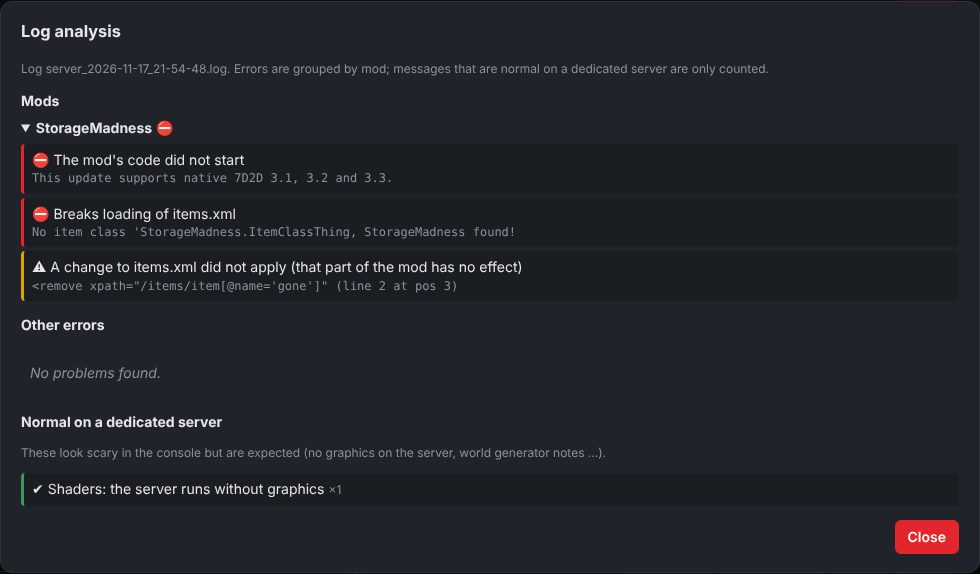 Log analysis
Log server_2026-11-17_21-54-48.log. Errors are grouped by mod; messages that are normal on a dedicated server are only counted.
Mods
▼ StorageMadness ⛔
⛔ The mod's code did not start
This update supports native 7D2D 3.1, 3.2 and 3.3.
⛔ Breaks loading of items.xml
No item class 'StorageMadness.ItemClassThing, StorageMadness found!
⚠ A change to items.xml did not apply (that part of the mod has no effect)
<remove xpath="/items/item[@name='gone']" (line 2 at pos 3)
Other errors
No problems found.
Normal on a dedicated server
These look scary in the console but are expected (no graphics on the server, world generator notes ...).
✔ Shaders: the server runs without graphics ×1
Close